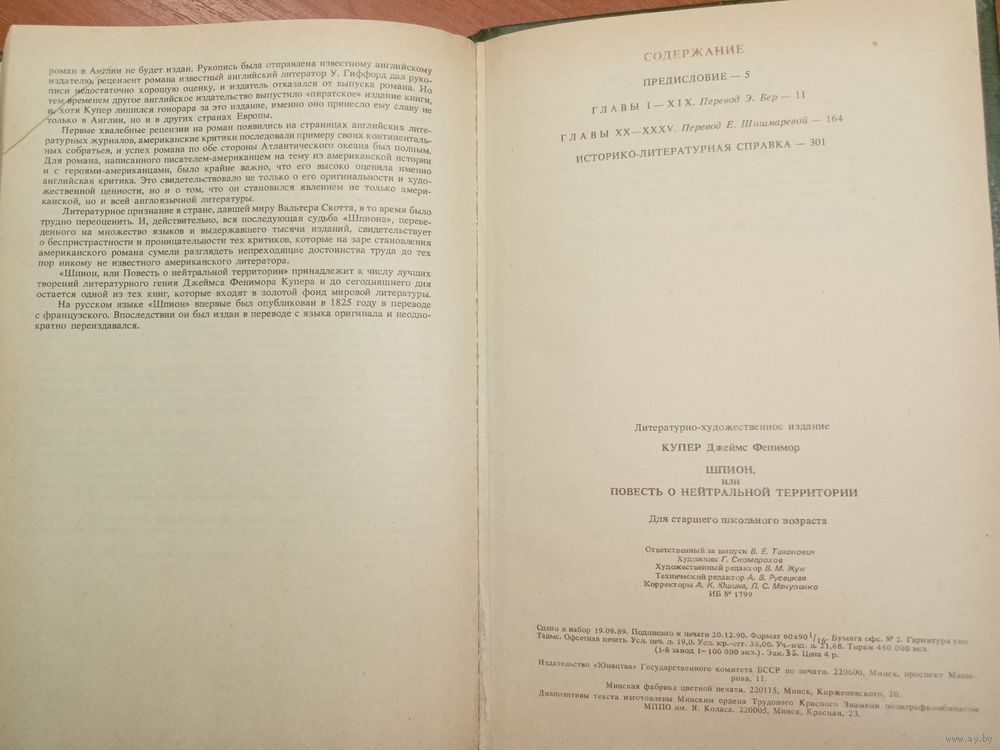 роман в Англии не будет издан. Рукопись была отправлена известному английскому
издателю, рецензент романа известный английский литератор У. Гиффорд дал руко-
писи недостаточно хорошую оценку, и издатель отказался от выпуска романа. Но
тем временем другое английское издательство выпустило «пиратское» издание книги,
и, хотя Купер лишился гонорара за это издание, именно оно принесло ему славу не
только в Англии, но и в других странах Европы.
Первые хвалебные рецензии на роман появились на страницах английских лите-
ратурных журналов, американские критики последовали примеру своих континенталь-
ных собратьев, и успех романа по обе стороны Атлантического океана был полным.
Для романа, написанного писателем-американцем на тему из американской истории
и с героями-американцами, было крайне важно, что его высоко оценила именно
английская критика. Это свидетельствовало не только о его оригинальности и худо-
жественной ценности, но и о том, что он становился явлением не только амери-
канской, но и всей англоязычной литературы.
Литературное признание в стране, давшей миру Вальтера Скотта, в то время было
трудно переоценить. И, действительно, вся последующая судьба «Шпиона», переве-
денного на множество языков и выдержавшего тысячи изданий, свидетельствует
о беспристрастности и проницательности тех критиков, которые на заре становления
американского романа сумели разглядеть непреходящие достоинства труда до тех
пор никому не известного американского литератора.
«Шпион, или Повесть о нейтральной территории» принадлежит к числу лучших
творений литературного гения Джеймса Фенимора Купера и до сегодняшнего дня
остается одной из тех книг, которые входят в золотой фонд мировой литературы.
На русском языке «Шпион» впервые был опубликован в 1825 году в переводе
с французского. Впоследствии он был издан в переводе с языка оригинала и неодно-
кратно переиздавался.
СОДЕРЖАНИЕ
ПРЕДИСЛОВИЕ — 5
ГЛАВЫ I—XIX. Перевод Э. Бер — 11
ГЛАВЫ XX—XXXV. Перевод Е. Шишмаревой — 164
ИСТОРИКО-ЛИТЕРАТУРНАЯ СПРАВКА — 301
Литературно-художественное издание
КУПЕР Джеймс Фенимор
ШПИОН,
или
ПОВЕСТЬ О НЕЙТРАЛЬНОЙ ТЕРРИТОРИИ
Для старшего школьного возраста
Ответственный за выпуск В. Е. Тахонович
Художник Г. Скоморохов
Художественный редактор В. М. Жук
Технический редактор А. В. Русецкая
Корректоры А. К. Юшина, Л. С. Мануленко
ИБ № 1799
Сдано в набор 19.09.89. Подписано к печати 20.12.90. Формат 60х90 1/16. Бумага офс. № 2. Гарнитура тип
Таймс. Офсетная печать. Усл. печ. л. 19,0. Усл. кр.-отт. 38,00. Уч.-изд. л. 21,68. Тираж 450 000 экз.
(1-й завод 1—100 000 экз.). Зак. 35. Цена 4 р.
Издательство «Юнацтва» Государственного комитета БССР по печати. 220600, Минск, проспект Маше-
рова, 11.
Минская фабрика цветной печати. 220115, Минск, Корженевского, 20.
Диапозитивы текста изготовлены Минским ордена Трудового Красного Знамени полиграфкомбинатом
МППО им. Я. Коласа. 220005, Минск, Красная, 23.
www.ay.by